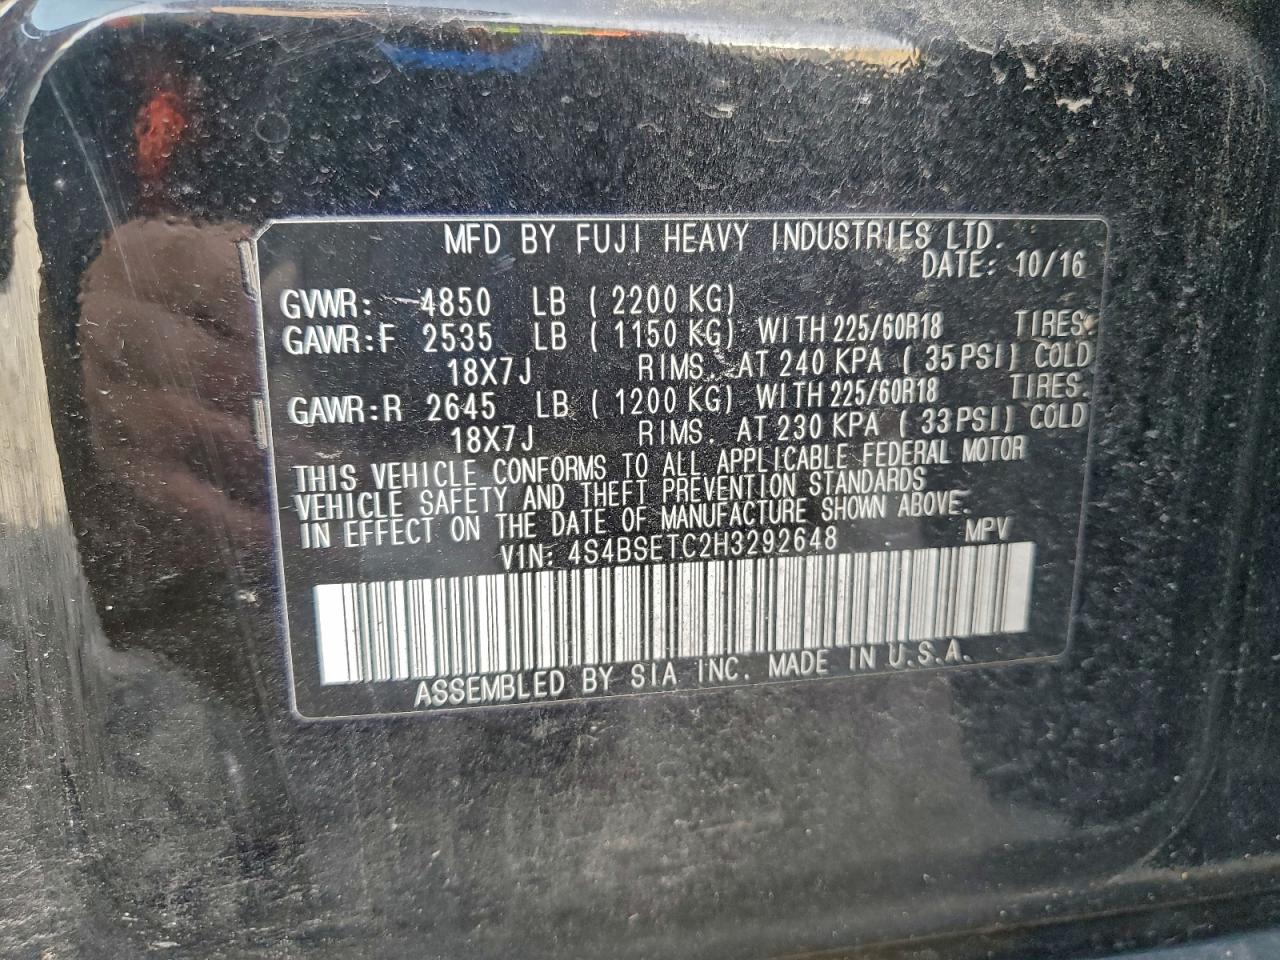 MFD BY FUJI HEAVY INDUSTRIES LTD.
DATE: 10/16
GVWR: 4850 LB ( 2200 KG)
GAWR:F 2535 LB ( 1150 KG) WITH 225/60R18 TIRES.
18X7J RIMS. AT 240 KPA ( 35 PSI) COLD
GAWR:R 2645 LB ( 1200 KG) WITH 225/60R18 TIRES.
18X7J RIMS. AT 230 KPA ( 33 PSI) COLD
THIS VEHICLE CONFORMS TO ALL APPLICABLE FEDERAL MOTOR
VEHICLE SAFETY AND THEFT PREVENTION STANDARDS
IN EFFECT ON THE DATE OF MANUFACTURE SHOWN ABOVE.
VIN: 4S4BSETC2H3292648 MPV
ASSEMBLED BY SIA INC. MADE IN U.S.A.